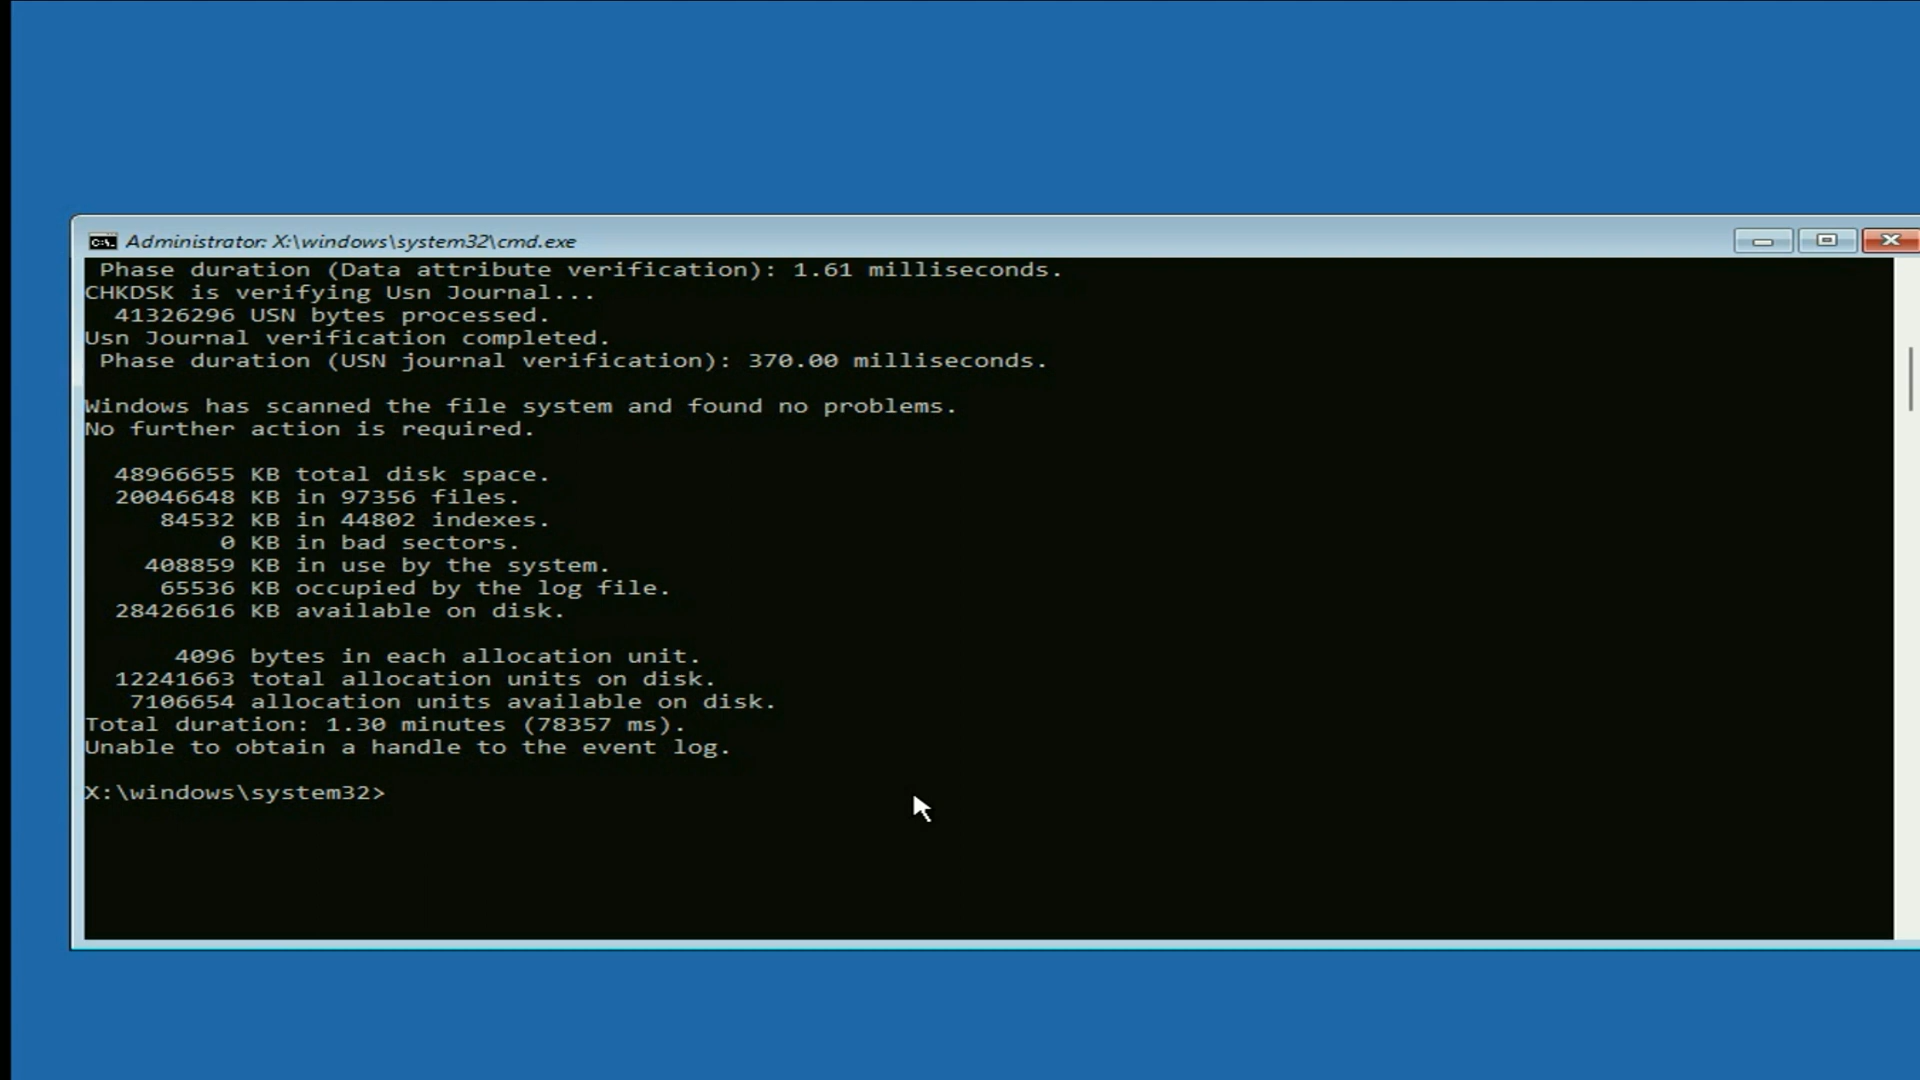 Administrator: X:\windows\system32\cmd.exe
Phase duration (Data attribute verification): 1.61 milliseconds.
CHKDSK is verifying Usn Journal...
41326296 USN bytes processed.
Usn Journal verification completed.
Phase duration (USN journal verification): 370.00 milliseconds.
Windows has scanned the file system and found no problems.
No further action is required.
48966655 KB total disk space.
20046648 KB in 97356 files.
84532 KB in 44802 indexes.
0 KB in bad sectors.
408859 KB in use by the system.
65536 KB occupied by the log file.
28426616 KB available on disk.
4096 bytes in each allocation unit.
12241663 total allocation units on disk.
7106654 allocation units available on disk.
Total duration: 1.30 minutes (78357 ms).
Unable to obtain a handle to the event log.
X:\windows\system32>